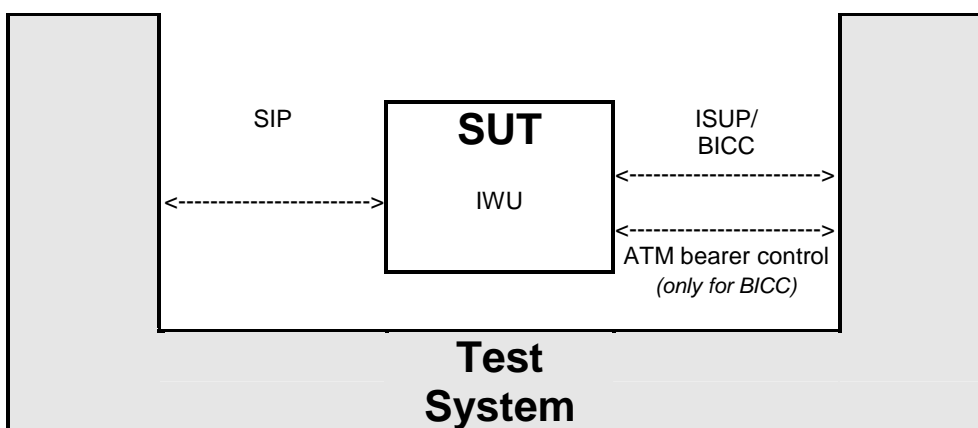 SIP
SUT
IWU
ISUP/
BICC
<----------------------->
<----------------------->
<----------------------->
ATM bearer control
(only for BICC)
Test
System